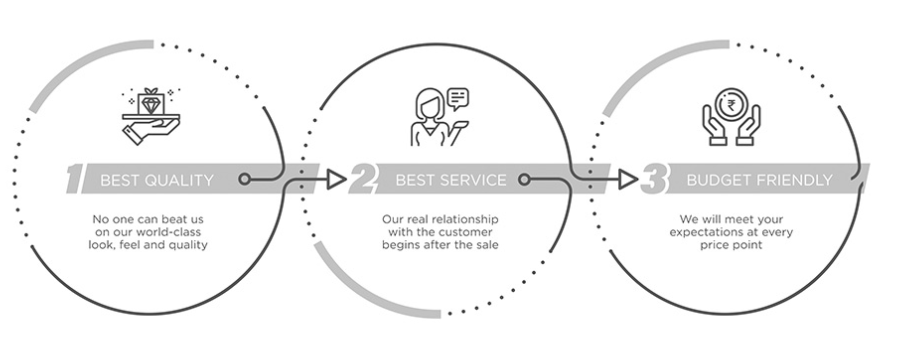 1 BEST QUALITY
No one can beat us
on our world-class
look, feel and quality
2 BEST SERVICE
Our real relationship
with the customer
begins after the sale
3 BUDGET FRIENDLY
₹
We will meet your
expectations at every
price point